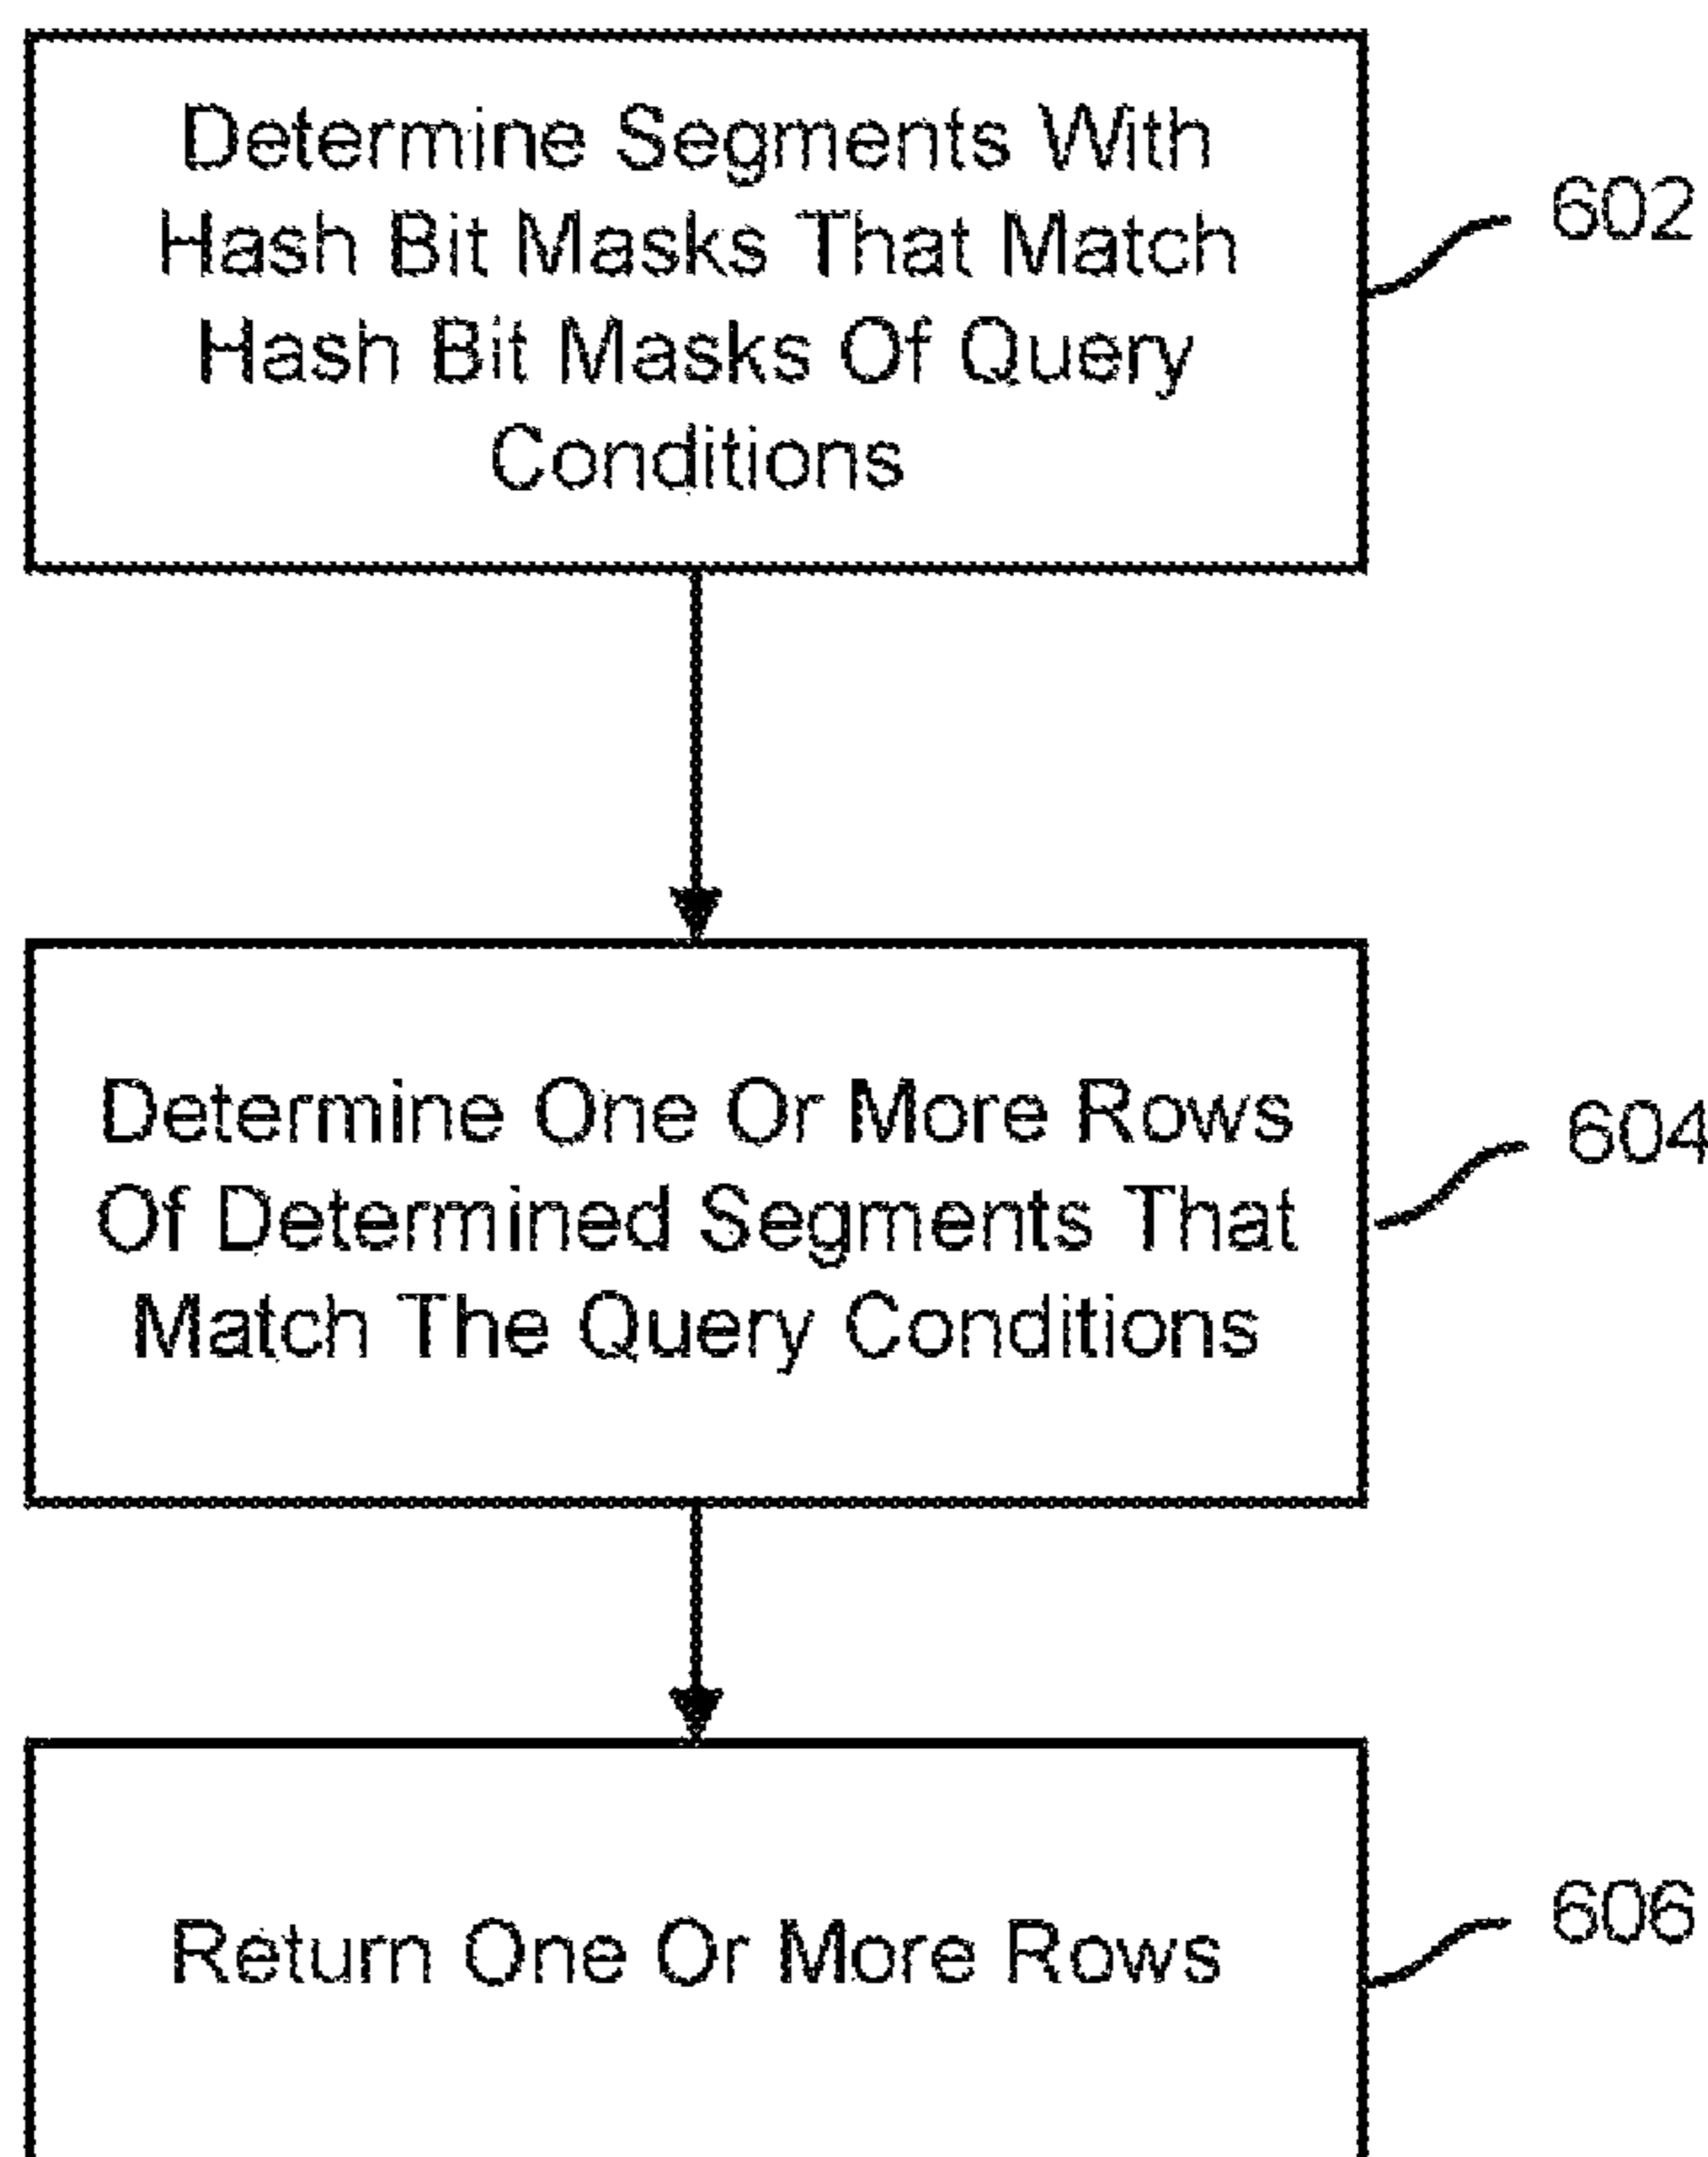 Determine Segments With
Hash Bit Masks That Match
Hash Bit Masks Of Query
Conditions
602
Determine One Or More Rows
Of Determined Segments That
Match The Query Conditions
604
Return One Or More Rows
606